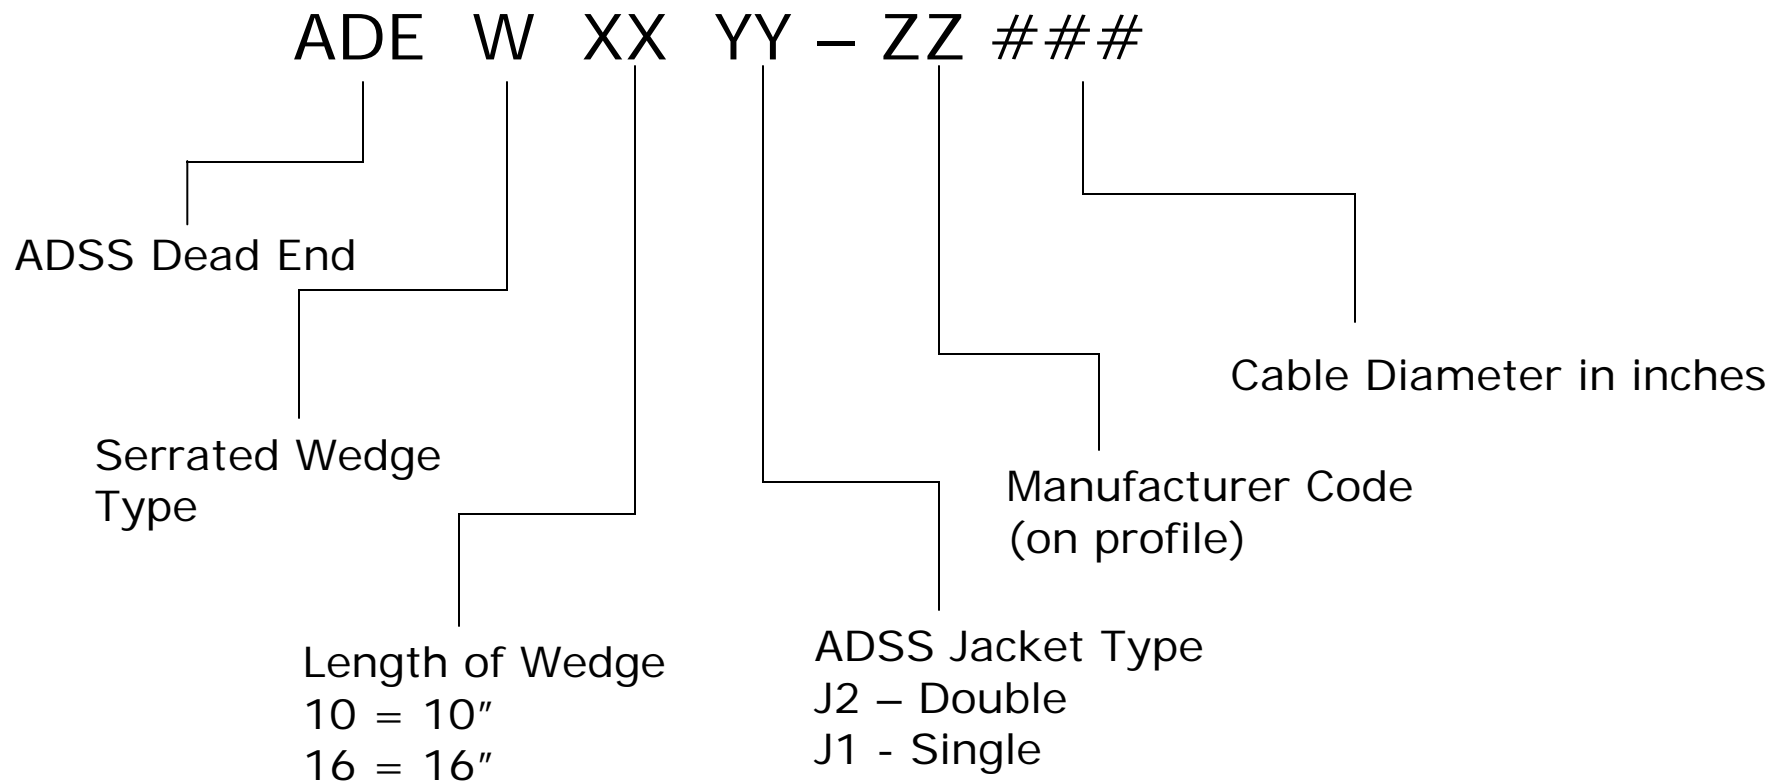 ADE W XX YY – ZZ ###
ADSS Dead End
Cable Diameter in inches
Serrated Wedge
Type
Manufacturer Code
(on profile)
Length of Wedge
10 = 10"
16 = 16"
ADSS Jacket Type
J2 – Double
J1 - Single